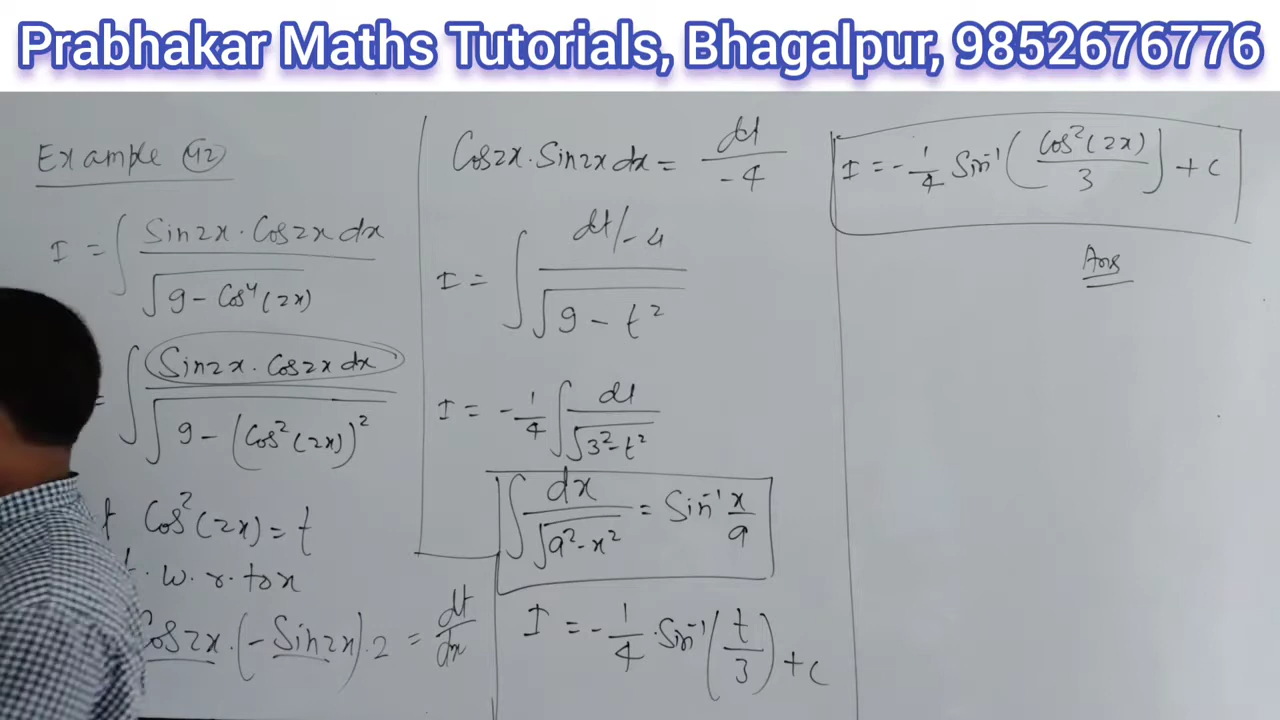 Prabhakar Maths Tutorials, Bhagalpur, 9852676776
Example 42
I = ∫ Sin2x · Cos2x dx / √(9 - Cos⁴(2x))
= ∫ Sin2x · Cos2x dx / √(9 - (Cos²(2x))²)
Cos²(2x) = t
w. r. to x
Cos2x · (-Sin2x) · 2 = dt/dx
Cos2x · Sin2x dx = dt / -4
I = ∫ dt/-4 / √(9 - t²)
I = -1/4 ∫ dt / √(3² - t²)
∫ dx / √(a² - x²) = Sin⁻¹ x/a
I = -1/4 · Sin⁻¹(t/3) + c
I = -1/4 Sin⁻¹(Cos²(2x) / 3) + c
Ans